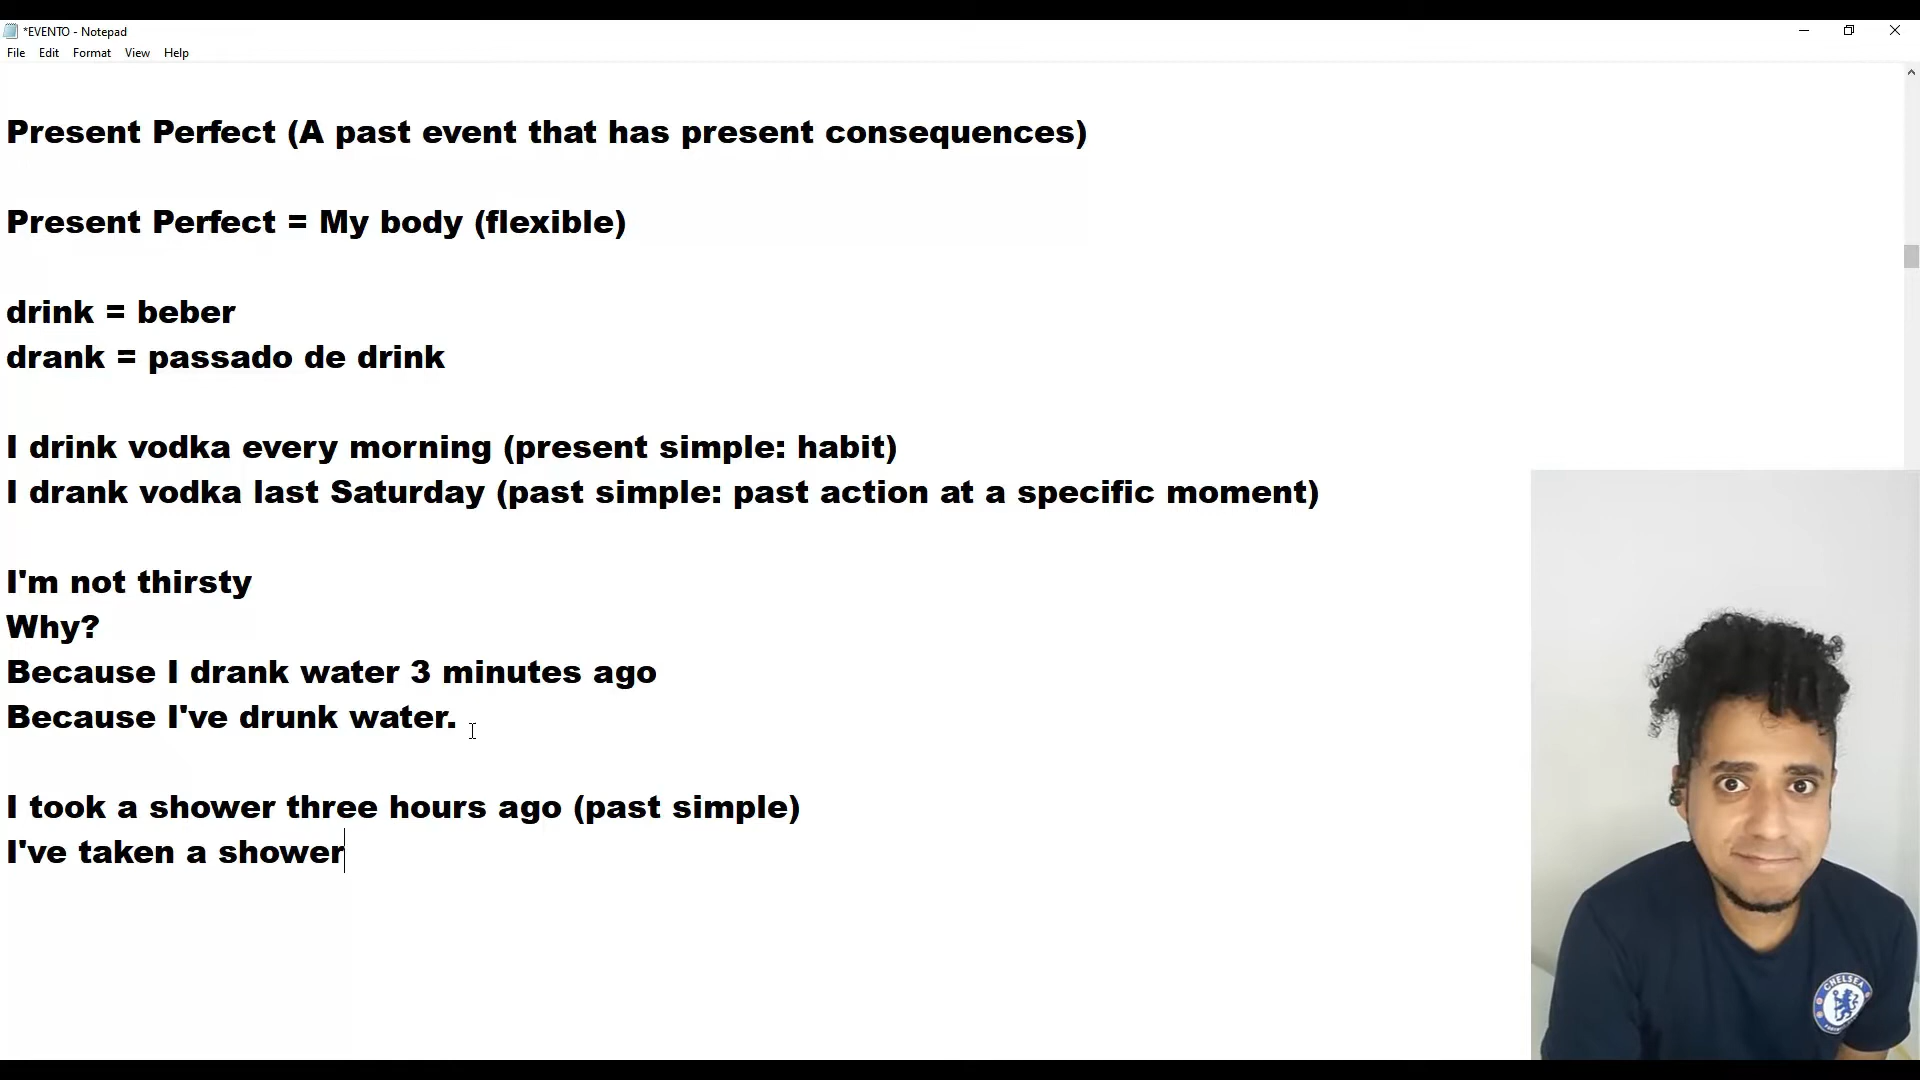 *EVENTO - Notepad
File Edit Format View Help
Present Perfect (A past event that has present consequences)
Present Perfect = My body (flexible)
drink = beber
drank = passado de drink
I drink vodka every morning (present simple: habit)
I drank vodka last Saturday (past simple: past action at a specific moment)
I'm not thirsty
Why?
Because I drank water 3 minutes ago
Because I've drunk water.
I took a shower three hours ago (past simple)
I've taken a shower
CHELSEA